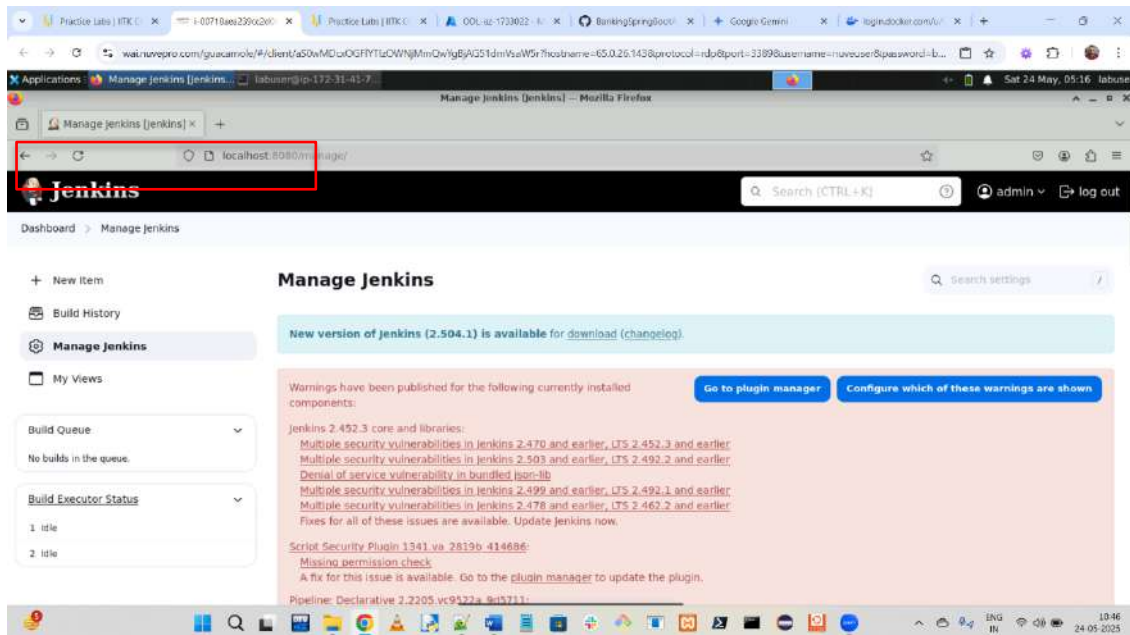 Practice Labs | IITK
i-00718aea239cc2c0
Practice Labs | IITK
BankingSpringBoot
Google Gemini
Applications
Manage Jenkins [Jenkins...
labuser@ip-172-31-41-7...
Sat 24 May, 05:16 labuse
Manage Jenkins [Jenkins] — Mozilla Firefox
Manage Jenkins [Jenkins]
localhost:8080/manage/
Jenkins
Search (CTRL+K)
admin
log out
Dashboard > Manage Jenkins
New Item
Build History
Manage Jenkins
My Views
Build Queue
No builds in the queue.
Build Executor Status
1 Idle
2 Idle
Manage Jenkins
Search settings
/
New version of Jenkins (2.504.1) is available for download (changelog).
Warnings have been published for the following currently installed
components:
Go to plugin manager
Configure which of these warnings are shown
Jenkins 2.452.3 core and libraries:
Multiple security vulnerabilities in Jenkins 2.470 and earlier, LTS 2.452.3 and earlier
Multiple security vulnerabilities in Jenkins 2.503 and earlier, LTS 2.492.2 and earlier
Denial of service vulnerability in bundled json-lib
Multiple security vulnerabilities in Jenkins 2.499 and earlier, LTS 2.492.1 and earlier
Multiple security vulnerabilities in Jenkins 2.478 and earlier, LTS 2.462.2 and earlier
Fixes for all of these issues are available. Update Jenkins now.
Script Security Plugin 1341.va_2819b_414686:
Missing permission check
A fix for this issue is available. Go to the plugin manager to update the plugin.
Pipeline: Declarative 2.2205.vc9522a_9d5711:
ENG
IN
10:46
24-05-2025